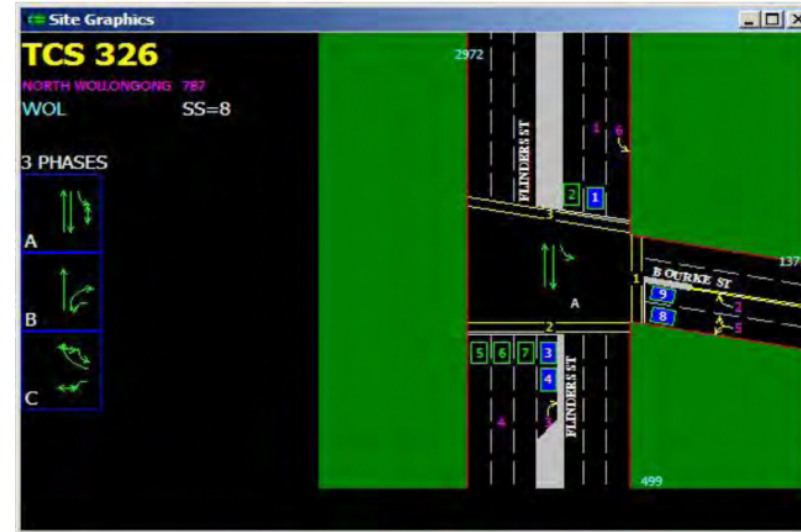 Site Graphics
TCS 326
NORTH WOLLONGONG 787
WOL SS=8
3 PHASES
A
B
C
2972
FLINDERS ST
1 6
2 1
3
137
1
BOURKE ST
A
9
2
8
5
2
5 6 7 3
4
FLINDERS ST
4 3
499